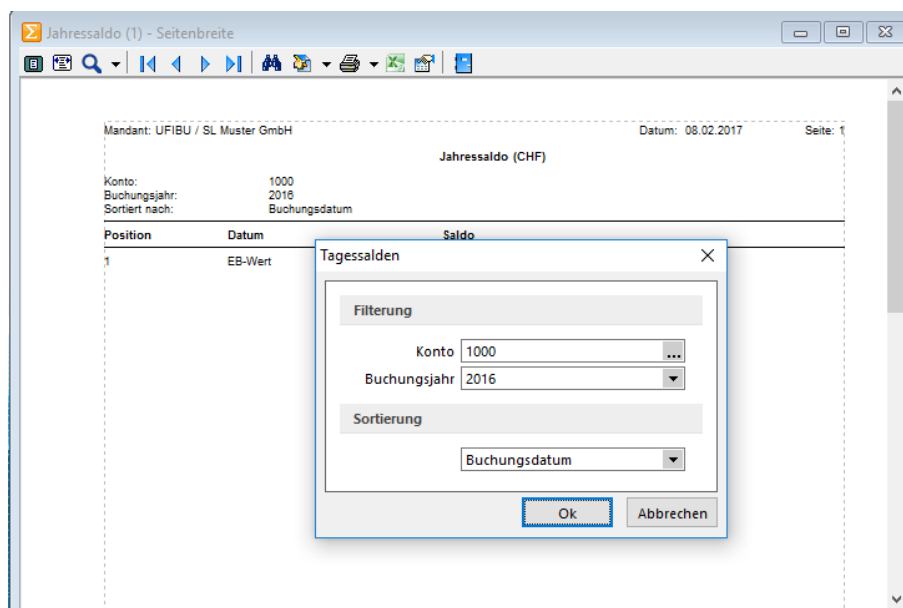 Jahressaldo (1) - Seitenbreite
Mandant: UFIBU / SL Muster GmbH Datum: 08.02.2017 Seite: 1
Jahressaldo (CHF)
Konto: 1000
Buchungsjahr: 2016
Sortiert nach: Buchungsdatum
Position Datum Saldo
1 EB-Wert
Tagessalden
Filterung
Konto 1000 ...
Buchungsjahr 2016
Sortierung
Buchungsdatum
Ok Abbrechen